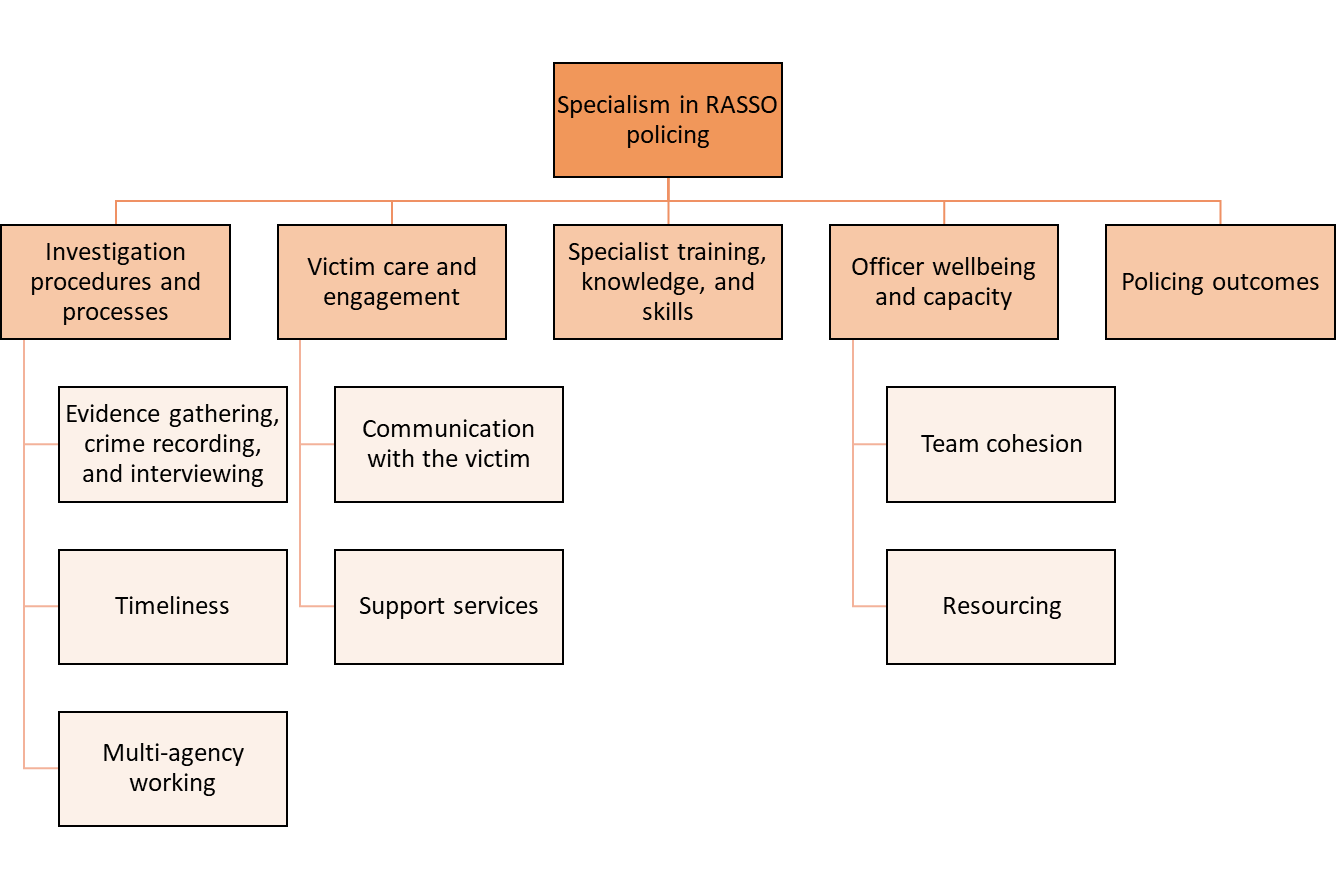 Specialism in RASSO
policing
Investigation
procedures and
processes
Victim care and
engagement
Specialist training,
knowledge, and
skills
Officer wellbeing
and capacity
Policing outcomes
Evidence gathering,
crime recording,
and interviewing
Communication
with the victim
Team cohesion
Timeliness
Support services
Resourcing
Multi-agency
working